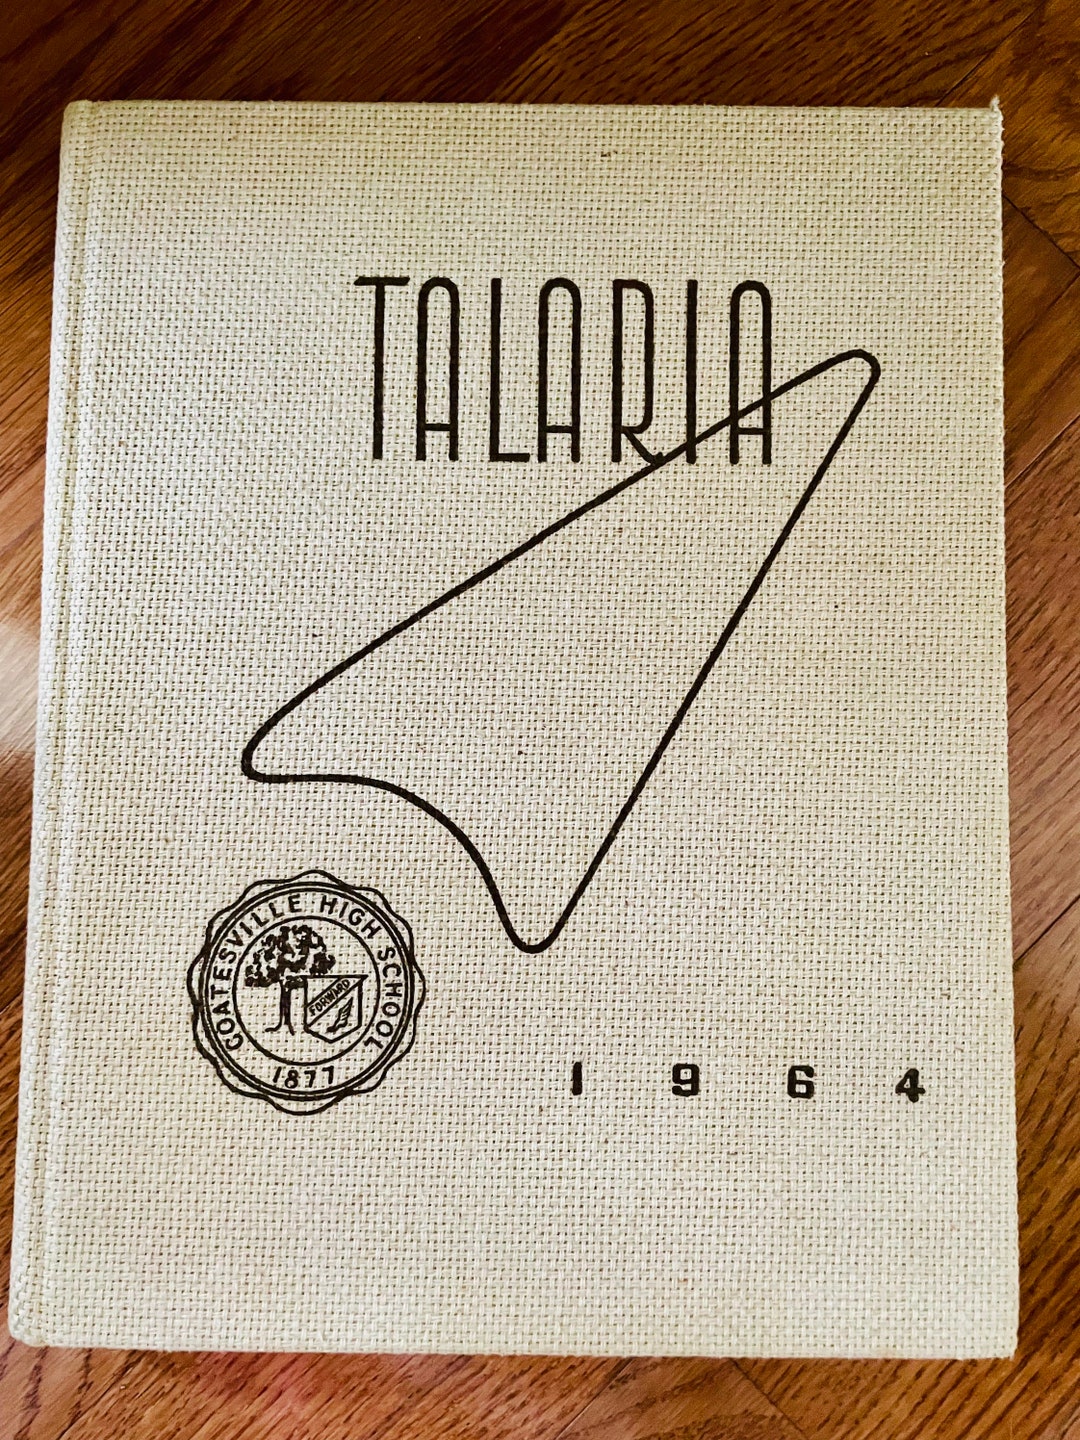 TALARIA
COATESVILLE HIGH SCHOOL
FORWARD
1877
1964